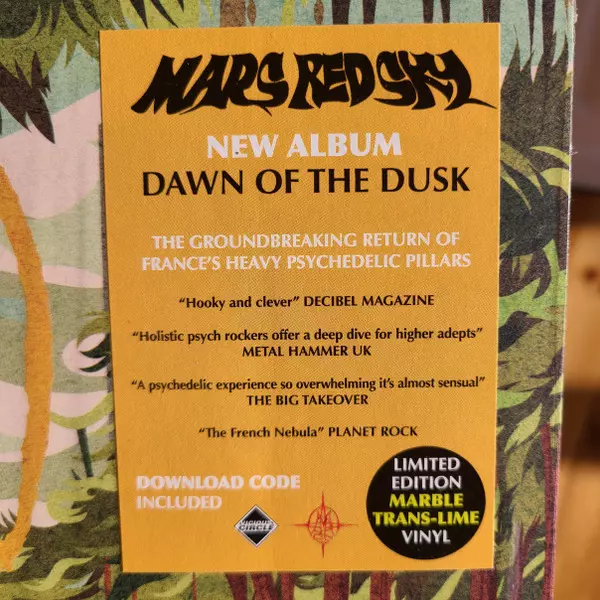 MARS RED SKY
NEW ALBUM
DAWN OF THE DUSK
THE GROUNDBREAKING RETURN OF
FRANCE'S HEAVY PSYCHEDELIC PILLARS
“Hooky and clever” DECIBEL MAGAZINE
“Holistic psych rockers offer a deep dive for higher adepts”
METAL HAMMER UK
“A psychedelic experience so overwhelming it's almost sensual”
THE BIG TAKEOVER
“The French Nebula” PLANET ROCK
DOWNLOAD CODE
INCLUDED
VICIOUS
CIRCLE
LIMITED
EDITION
MARBLE
TRANS-LIME
VINYL